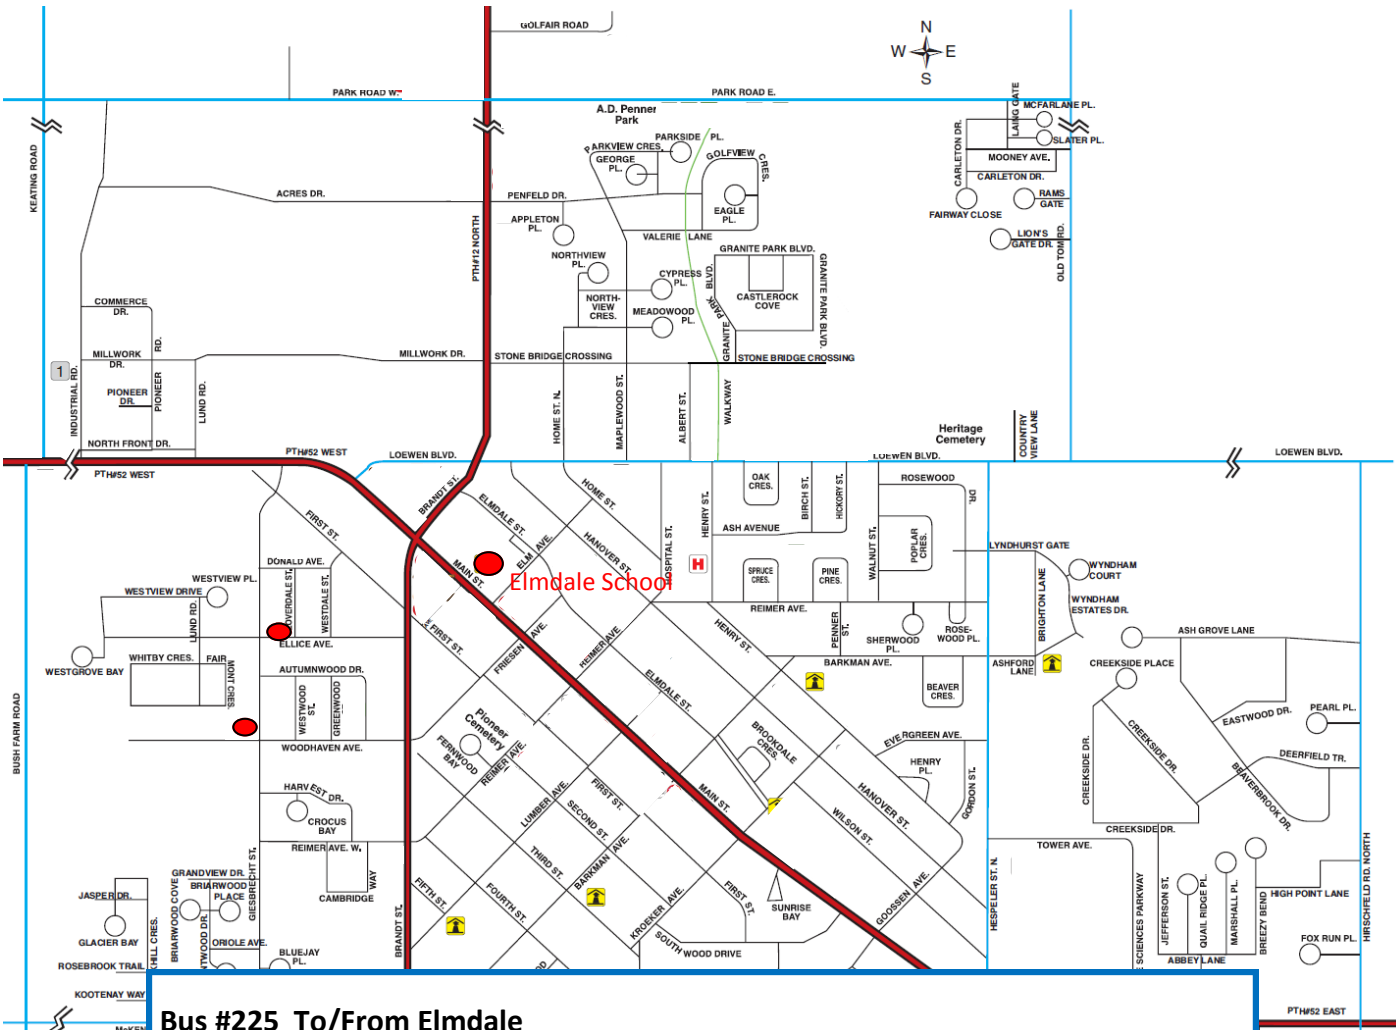 GOLFAIR ROAD
N
W E
S
PARK ROAD W.
PARK ROAD E.
A.D. Penner
Park
LAING GATE
MCFARLANE PL.
SLATER PL.
CARLETON DR.
MOONEY AVE.
CARLETON DR.
FAIRWAY CLOSE
RAMS
GATE
LION'S
GATE DR.
OLD TOM RD.
KEATING ROAD
ACRES DR.
PENFELD DR.
PARKVIEW CRES.
PARKSIDE PL.
GEORGE
PL.
GOLFVIEW CRES.
EAGLE
PL.
APPLETON
PL.
VALERIE LANE
PTH#12 NORTH
NORTHVIEW
PL.
NORTH-
VIEW
CRES.
CYPRESS
PL.
MEADOWOOD
PL.
GRANITE PARK BLVD.
GRANITE PARK BLVD.
GRANITE PARK BLVD.
CASTLEROCK
COVE
COMMERCE
DR.
MILLWORK
DR.
PIONEER RD.
PIONEER
DR.
LUND RD.
INDUSTRIAL RD.
NORTH FRONT DR.
1
MILLWORK DR.
STONE BRIDGE CROSSING
STONE BRIDGE CROSSING
HOME ST. N.
MAPLEWOOD ST.
ALBERT ST.
WALKWAY
Heritage
Cemetery
COUNTRY
VIEW LANE
PTH#52 WEST
PTH#52 WEST
LOEWEN BLVD.
LOEWEN BLVD.
LOEWEN BLVD.
BRANDT ST.
ELMDALE ST.
HOME ST.
HANOVER ST.
ELM AVE.
MAIN ST.
Elmdale School
HOSPITAL ST.
HENRY ST.
H
OAK
CRES.
BIRCH ST.
HICKORY ST.
ASH AVENUE
SPRUCE
CRES.
PINE
CRES.
WALNUT ST.
ROSEWOOD DR.
POPLAR
CRES.
LYNDHURST GATE
WYNDHAM
COURT
WYNDHAM
ESTATES DR.
BRIGHTON LANE
REIMER AVE.
PENNER
ST.
SHERWOOD
PL.
ROSE-
WOOD PL.
BARKMAN AVE.
ASHFORD
LANE
BEAVER
CRES.
ASH GROVE LANE
CREEKSIDE PLACE
EASTWOOD DR.
PEARL PL.
DEERFIELD TR.
CREEKSIDE DR.
CREEKSIDE DR.
BEAVERBROOK DR.
CREEKSIDE DR.
FIRST ST.
DONALD AVE.
WESTVIEW PL.
WESTVIEW DRIVE
LUND RD.
WESTDALE ST.
ELLICE AVE.
WHITBY CRES.
FAIR
MONT CRES.
WESTGROVE BAY
AUTUMNWOOD DR.
WESTWOOD
ST.
GREENWOOD
WOODHAVEN AVE.
FIRST ST.
FRIESEN AVE.
REIMER AVE.
HENRY ST.
ELMDALE ST.
BROOKDALE
CRES.
EVERGREEN AVE.
HENRY
PL.
GORDON ST.
HANOVER ST.
WILSON ST.
MAIN ST.
Pioneer
Cemetery
FERNWOOD
BAY
REIMER AVE.
LUMBER AVE.
FIRST ST.
SECOND ST.
THIRD ST.
BARKMAN AVE.
FOURTH ST.
FIFTH ST.
KROEKER AVE.
FIRST ST.
SOUTHWOOD DRIVE
SUNRISE
BAY
GOOSSEN AVE.
HESPELER ST. N.
TOWER AVE.
SCIENCES PARKWAY
JEFFERSON ST.
QUAIL RIDGE PL.
MARSHALL PL.
BREEZY BEND
HIGH POINT LANE
FOX RUN PL.
ABBEY LANE
HIRSCHFELD RD. NORTH
BUSH FARM ROAD
HARVEST DR.
CROCUS
BAY
REIMER AVE. W.
CAMBRIDGE WAY
GIESBRECHT ST.
BRANDT ST.
GRANDVIEW DR.
BRIARWOOD
PLACE
BRIARWOOD COVE
JASPER DR.
GLACIER BAY
ORIOLE AVE.
BLUEJAY
PL.
ROSEBROOK TRAIL
KOOTENAY WAY
PTH#52 EAST
Bus #225 To/From Elmdale